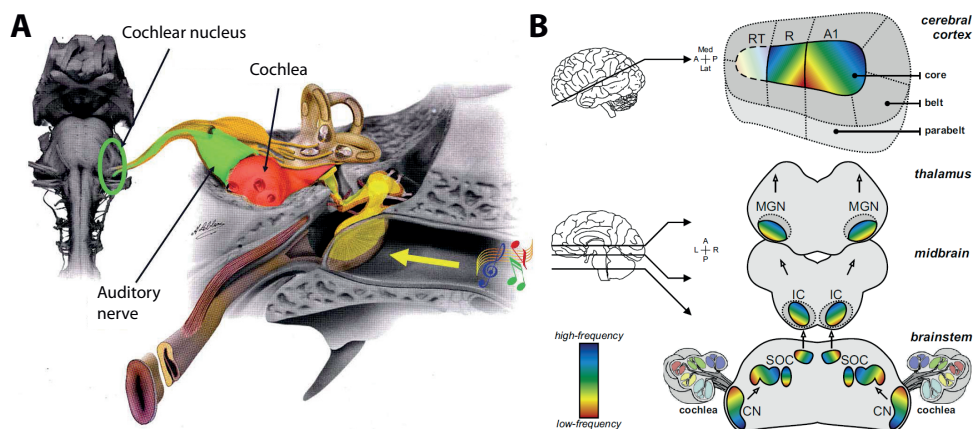 A
Cochlear nucleus
Cochlea
Auditory
nerve
B
cerebral
cortex
RT
R
A1
Med
A P
Lat
core
belt
parabelt
thalamus
MGN
MGN
midbrain
A
L R
P
IC
IC
high-frequency
brainstem
SOC
SOC
cochlea
CN
CN
cochlea
low-frequency